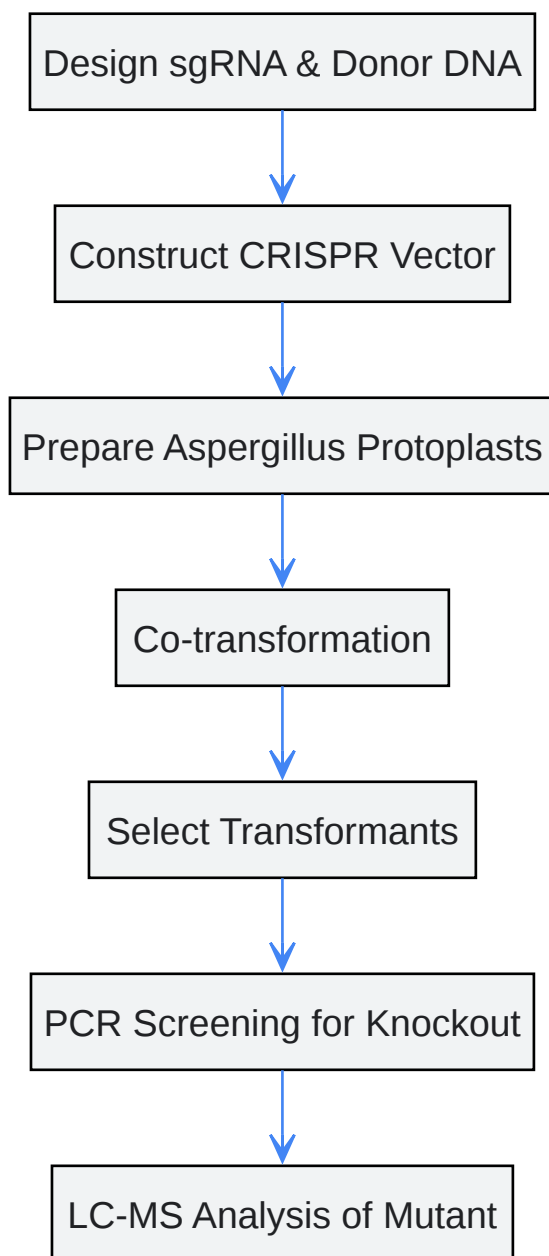 Design sgRNA & Donor DNA
Construct CRISPR Vector
Prepare Aspergillus Protoplasts
Co-transformation
Select Transformants
PCR Screening for Knockout
LC-MS Analysis of Mutant